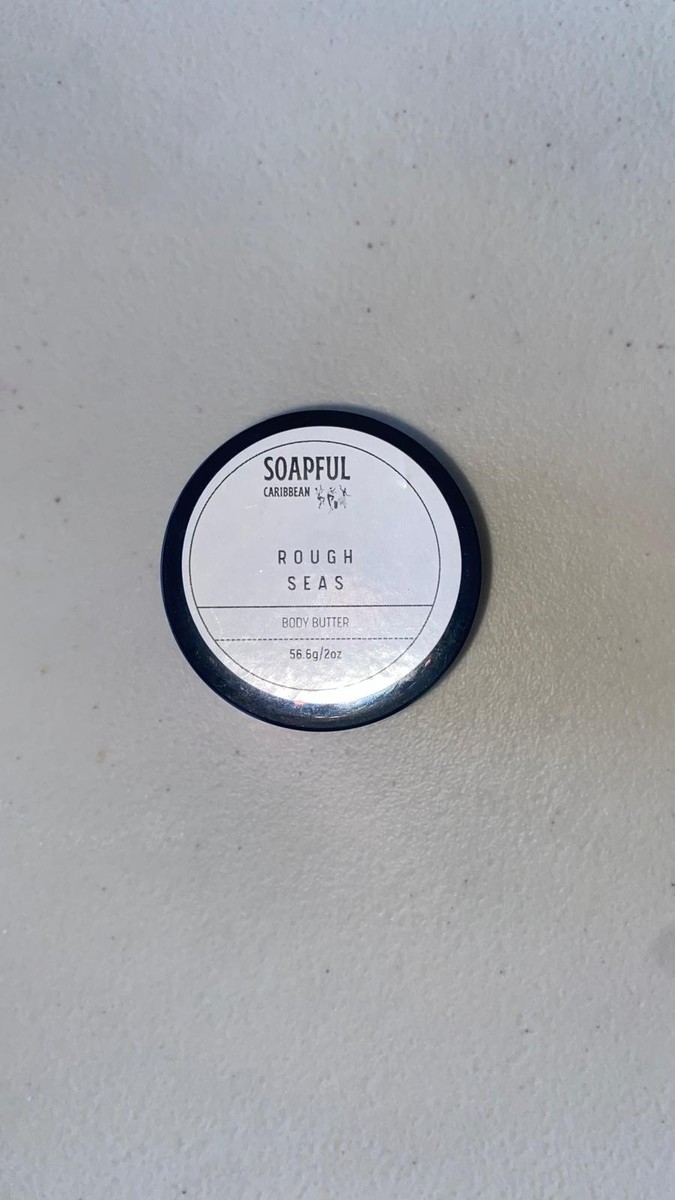 SOAPFUL
CARIBBEAN
ROUGH
SEAS
BODY BUTTER
56.6g/2oz